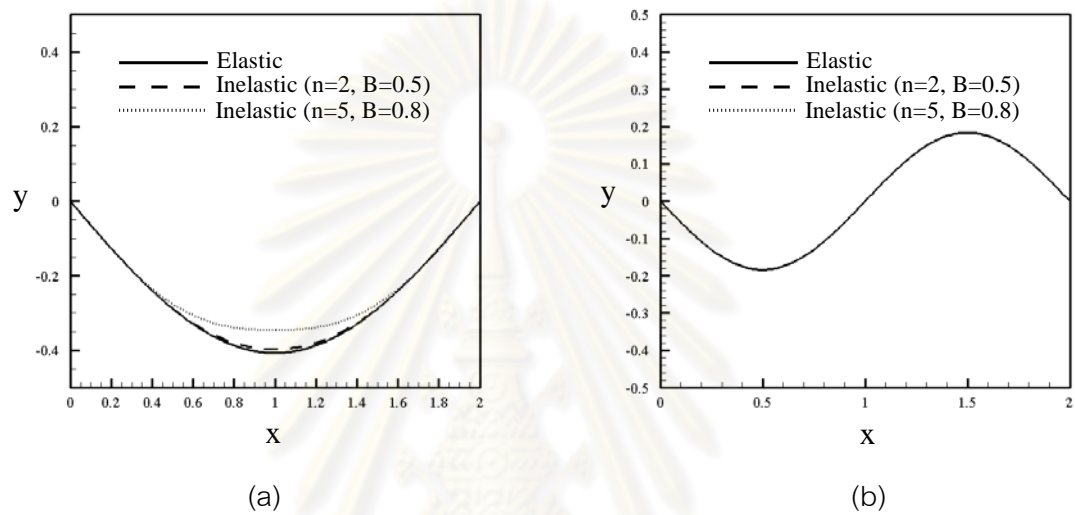 0.4
0.2
0
-0.2
-0.4
y
Elastic
Inelastic (n=2, B=0.5)
Inelastic (n=5, B=0.8)
0 0.2 0.4 0.6 0.8 1 1.2 1.4 1.6 1.8 2
x
(a)
0.5
0.4
0.3
0.2
0.1
0
-0.1
-0.2
-0.3
-0.4
-0.5
y
Elastic
Inelastic (n=2, B=0.5)
Inelastic (n=5, B=0.8)
0 0.5 1 1.5 2
x
(b)